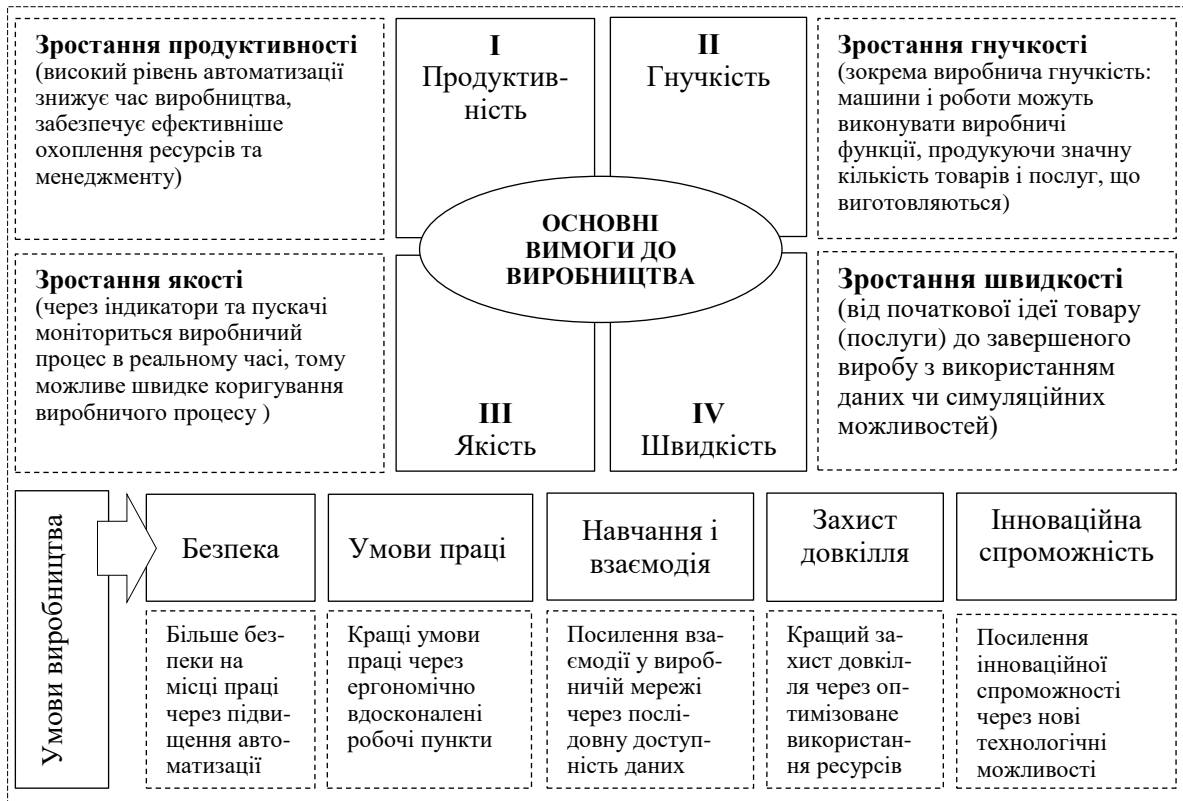 Зростання продуктивності
(високий рівень автоматизації
знижує час виробництва,
забезпечує ефективніше
охоплення ресурсів та
менеджменту)
I
Продуктив-
ність
II
Гнучкість
Зростання гнучкості
(зокрема виробнича гнучкість:
машини і роботи можуть
виконувати виробничі
функції, продукуючи значну
кількість товарів і послуг, що
виготовляються)
ОСНОВНІ
ВИМОГИ ДО
ВИРОБНИЦТВА
Зростання якості
(через індикатори та пускачі
моніториться виробничий
процес в реальному часі, тому
можливе швидке коригування
виробничого процесу )
III
Якість
IV
Швидкість
Зростання швидкості
(від початкової ідеї товару
(послуги) до завершеного
виробу з використанням
даних чи симуляційних
можливостей)
Умови виробництва
Безпека
Умови праці
Навчання і
взаємодія
Захист
довкілля
Інноваційна
спроможність
Більше без-
пеки на
місці праці
через підви-
щення авто-
матизації
Кращі умови
праці через
ергономічно
вдосконалені
робочі пункти
Посилення вза-
ємодії у вироб-
ничій мережі
через послі-
довну доступ-
ність даних
Кращий за-
хист довкіл-
ля через оп-
тимізоване
використан-
ня ресурсів
Посилення
інноваційної
спроможності
через нові
технологічні
можливості